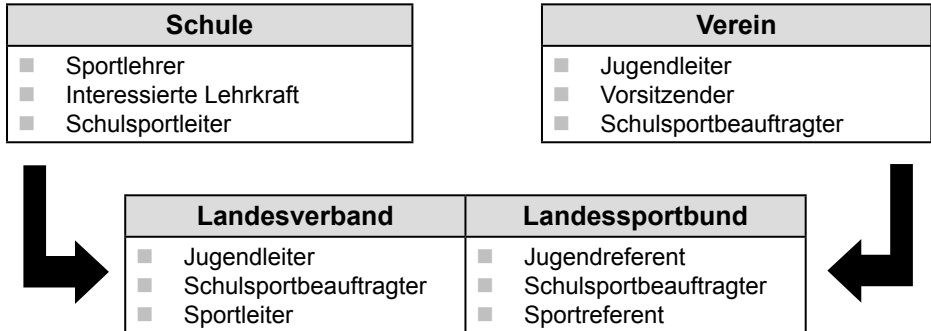 Schule
Sportlehrer
Interessierte Lehrkraft
Schulsportleiter
Verein
Jugendleiter
Vorsitzender
Schulsportbeauftragter
Landesverband
Jugendleiter
Schulsportbeauftragter
Sportleiter
Landessportbund
Jugendreferent
Schulsportbeauftragter
Sportreferent